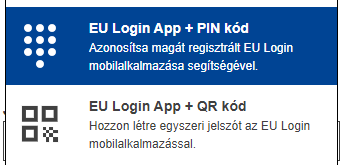 EU Login App + PIN kód
Azonosítsa magát regisztrált EU Login
mobilalkalmazása segítségével.
EU Login App + QR kód
Hozzon létre egyszeri jelszót az EU Login
mobilalkalmazással.